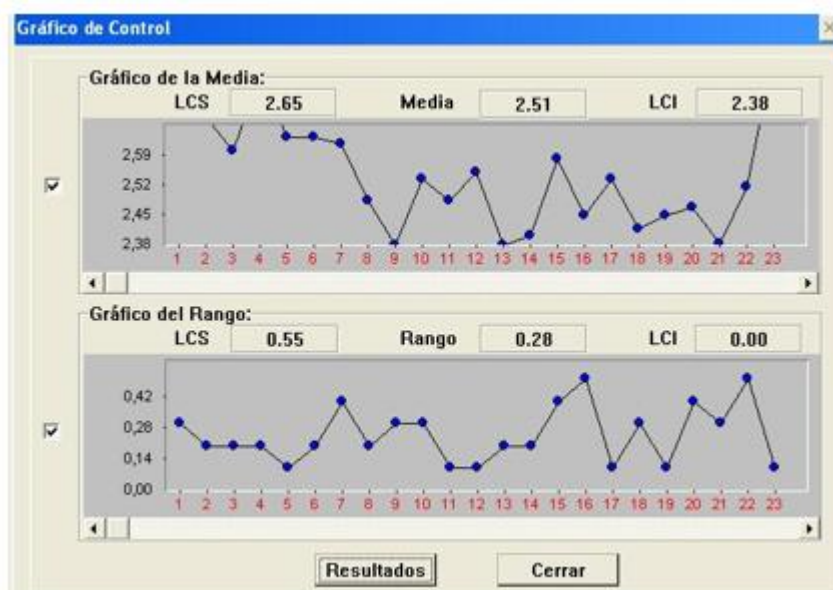 Gráfico de Control
Gráfico de la Media:
LCS 2.65 Media 2.51 LCI 2.38
2,59
2,52
2,45
2,38
1 2 3 4 5 6 7 8 9 10 11 12 13 14 15 16 17 18 19 20 21 22 23
Gráfico del Rango:
LCS 0.55 Rango 0.28 LCI 0.00
0,42
0,28
0,14
0,00
1 2 3 4 5 6 7 8 9 10 11 12 13 14 15 16 17 18 19 20 21 22 23
Resultados Cerrar